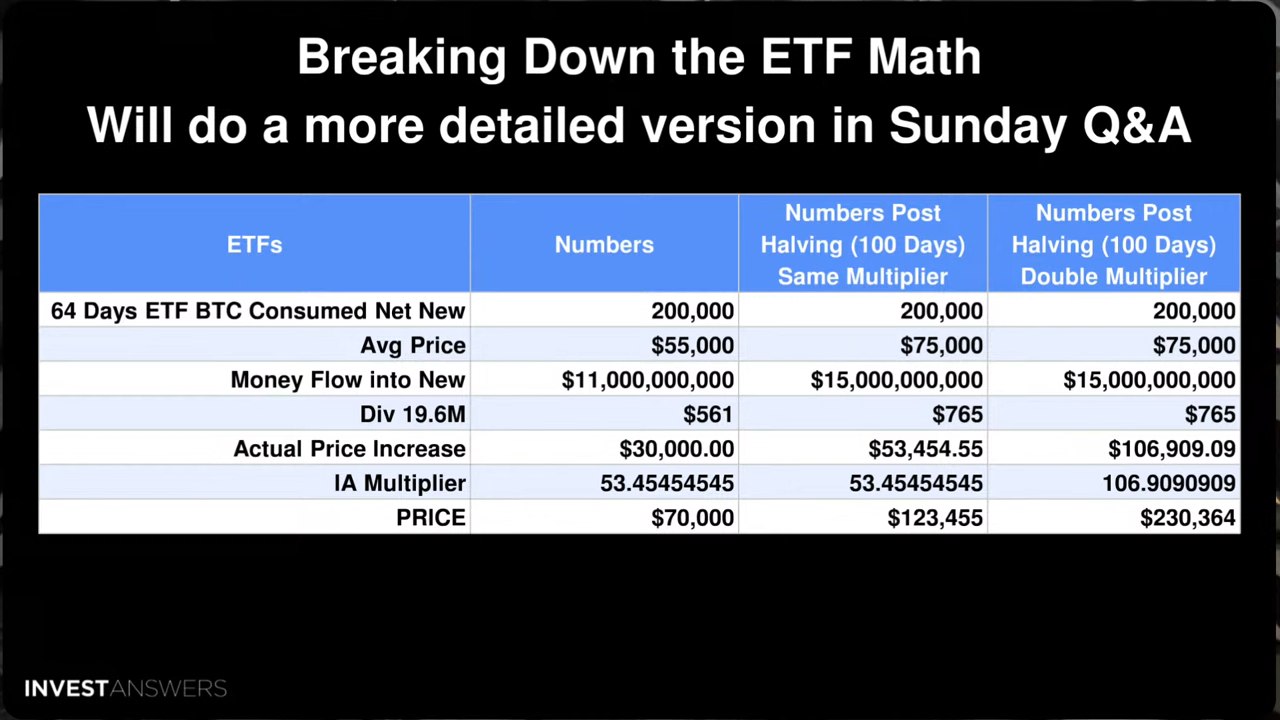 Breaking Down the ETF Math
Will do a more detailed version in Sunday Q&A
ETFs Numbers Numbers Post Halving (100 Days) Same Multiplier Numbers Post Halving (100 Days) Double Multiplier
64 Days ETF BTC Consumed Net New 200,000 200,000 200,000
Avg Price $55,000 $75,000 $75,000
Money Flow into New $11,000,000,000 $15,000,000,000 $15,000,000,000
Div 19.6M $561 $765 $765
Actual Price Increase $30,000.00 $53,454.55 $106,909.09
IA Multiplier 53.45454545 53.45454545 106.9090909
PRICE $70,000 $123,455 $230,364
INVESTANSWERS